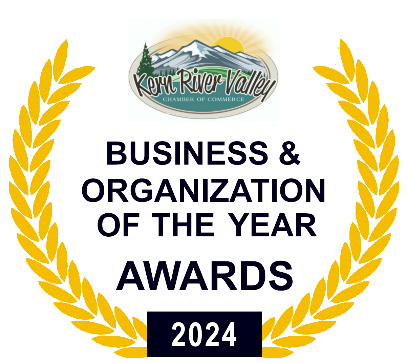 Kern River Valley
CHAMBER OF COMMERCE
BUSINESS &
ORGANIZATION
OF THE YEAR
AWARDS
2024